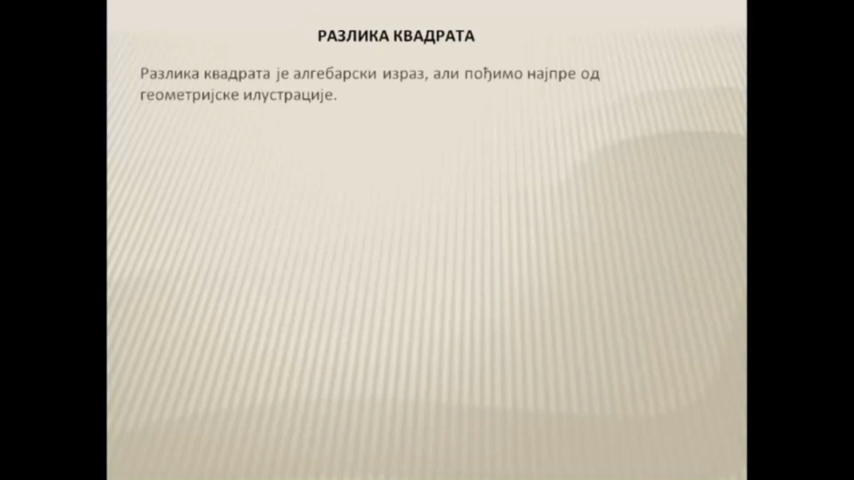 РАЗЛИКА КВАДРАТА
Разлика квадрата је алгебарски израз, али пођимо најпре од
геометријске илустрације.